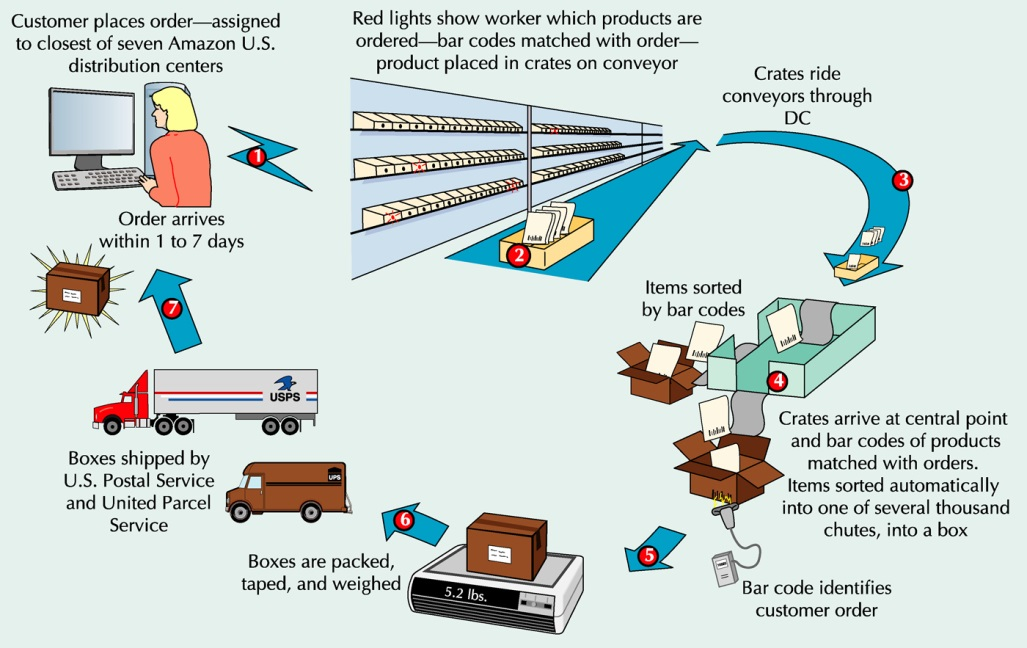 Customer places order—assigned
to closest of seven Amazon U.S.
distribution centers
1
Red lights show worker which products are
ordered—bar codes matched with order—
product placed in crates on conveyor
2
Crates ride
conveyors through
DC
3
Items sorted
by bar codes
4
Crates arrive at central point
and bar codes of products
matched with orders.
Items sorted automatically
into one of several thousand
chutes, into a box
Bar code identifies
customer order
5
5.2 lbs.
Boxes are packed,
taped, and weighed
6
UPS
USPS
Boxes shipped by
U.S. Postal Service
and United Parcel
Service
7
Order arrives
within 1 to 7 days